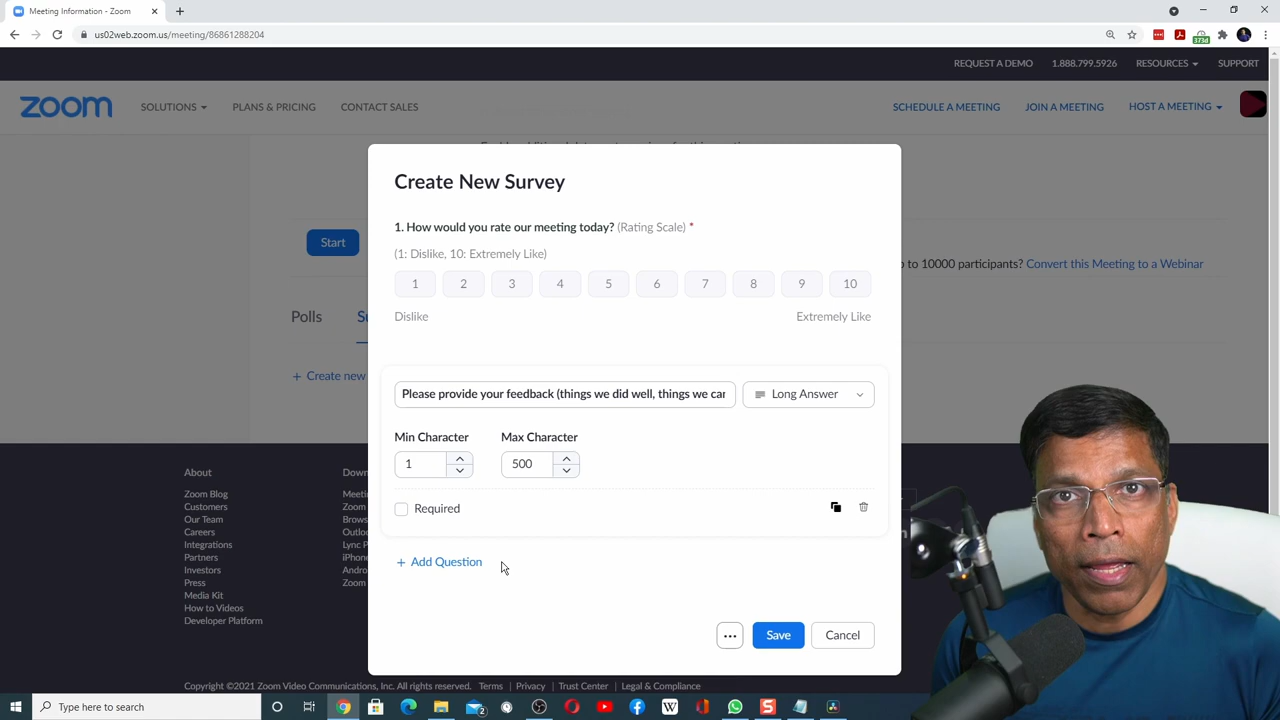 Meeting Information - Zoom
us02web.zoom.us/meeting/86861288204
373d
REQUEST A DEMO 1.888.799.5926 RESOURCES SUPPORT
zoom SOLUTIONS PLANS & PRICING CONTACT SALES SCHEDULE A MEETING JOIN A MEETING HOST A MEETING
Create New Survey
1. How would you rate our meeting today? (Rating Scale) *
Start
(1: Dislike, 10: Extremely Like)
to 10000 participants? Convert this Meeting to a Webinar
1 2 3 4 5 6 7 8 9 10
Dislike Extremely Like
Polls
+ Create new
Please provide your feedback (things we did well, things we car
Long Answer
Min Character Max Character
1 500
Required
+ Add Question
Save Cancel
About
Zoom Blog
Customers
Our Team
Careers
Integrations
Partners
Investors
Press
Media Kit
How to Videos
Developer Platform
Copyright ©2021 Zoom Video Communications, Inc. All rights reserved. Terms | Privacy | Trust Center | Legal & Compliance
Type here to search